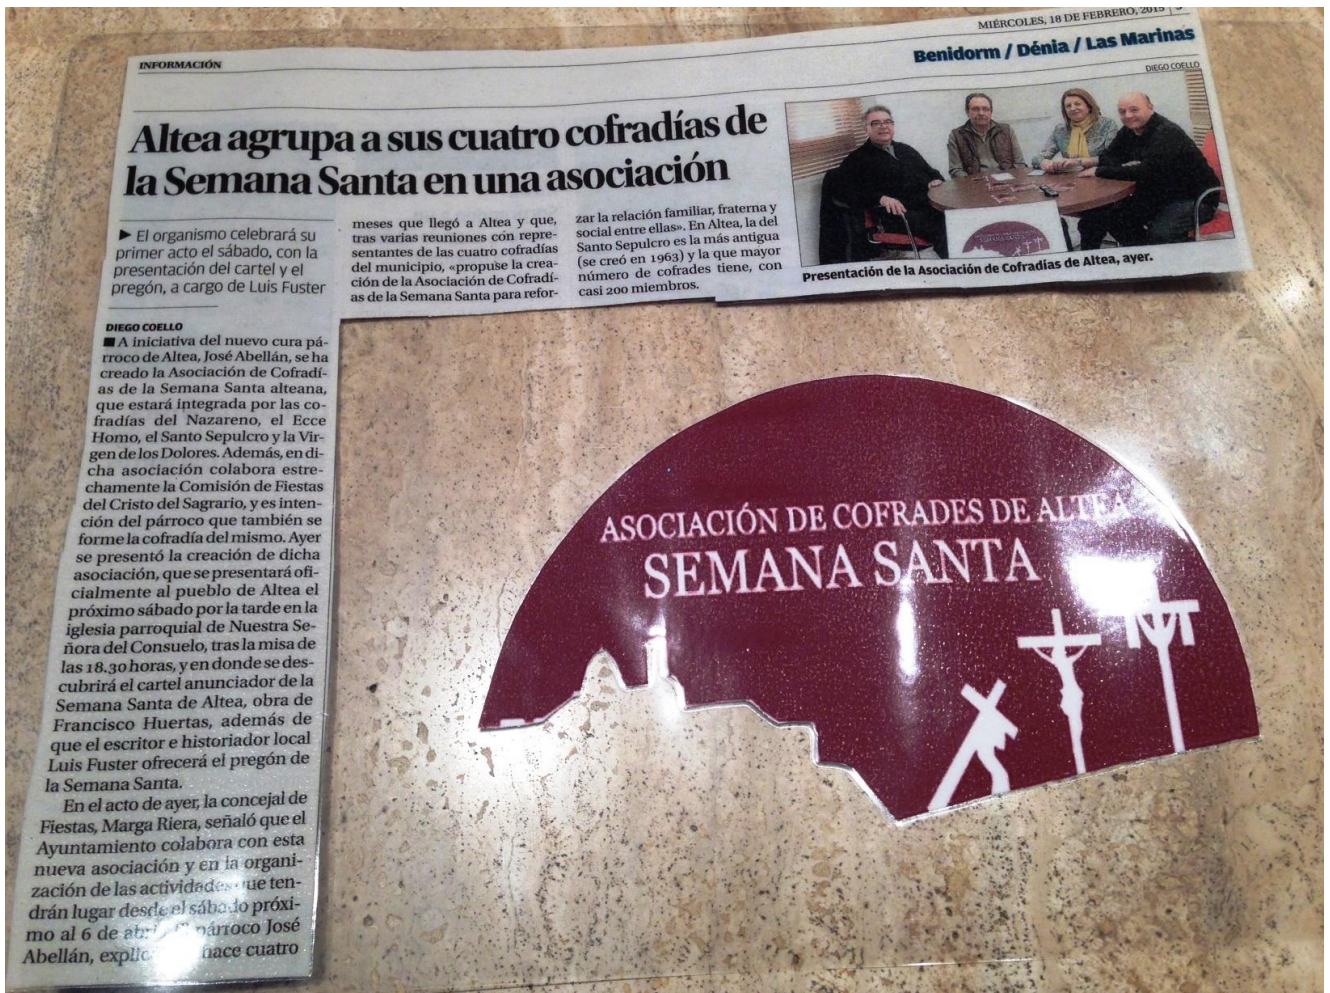 INFORMACIÓN
MIÉRCOLES, 18 DE FEBRERO, 2015
Benidorm / Dénia / Las Marinas
DIEGO COELLO
Altea agrupa a sus cuatro cofradías de
la Semana Santa en una asociación
► El organismo celebrará su
primer acto el sábado, con la
presentación del cartel y el
pregón, a cargo de Luis Fuster
DIEGO COELLO
■ A iniciativa del nuevo cura pá-
rroco de Altea, José Abellán, se ha
creado la Asociación de Cofradí-
as de la Semana Santa alteana,
que estará integrada por las co-
fradías del Nazareno, el Ecce
Homo, el Santo Sepulcro y la Vir-
gen de los Dolores. Además, en di-
cha asociación colabora estre-
chamente la Comisión de Fiestas
del Cristo del Sagrario, y es inten-
ción del párroco que también se
forme la cofradía del mismo. Ayer
se presentó la creación de dicha
asociación, que se presentará ofi-
cialmente al pueblo de Altea el
próximo sábado por la tarde en la
iglesia parroquial de Nuestra Se-
ñora del Consuelo, tras la misa de
las 18.30 horas, y en donde se des-
cubrirá el cartel anunciador de la
Semana Santa de Altea, obra de
Francisco Huertas, además de
que el escritor e historiador local
Luis Fuster ofrecerá el pregón de
la Semana Santa.
En el acto de ayer, la concejal de
Fiestas, Marga Riera, señaló que el
Ayuntamiento colabora con esta
nueva asociación y en la organi-
zación de las actividades que ten-
drán lugar desde el sábado próxi-
mo al 6 de abril. párroco José
Abellán, hace cuatro
meses que llegó a Altea y que,
tras varias reuniones con repre-
sentantes de las cuatro cofradías
del municipio, «propuse la crea-
ción de la Asociación de Cofradí-
as de la Semana Santa para refor-
zar la relación familiar, fraterna y
social entre ellas». En Altea, la del
Santo Sepulcro es la más antigua
(se creó en 1963) y la que mayor
número de cofrades tiene, con
casi 200 miembros.
Presentación de la Asociación de Cofradías de Altea, ayer.
ASOCIACIÓN DE COFRADES DE ALTEA
SEMANA SANTA